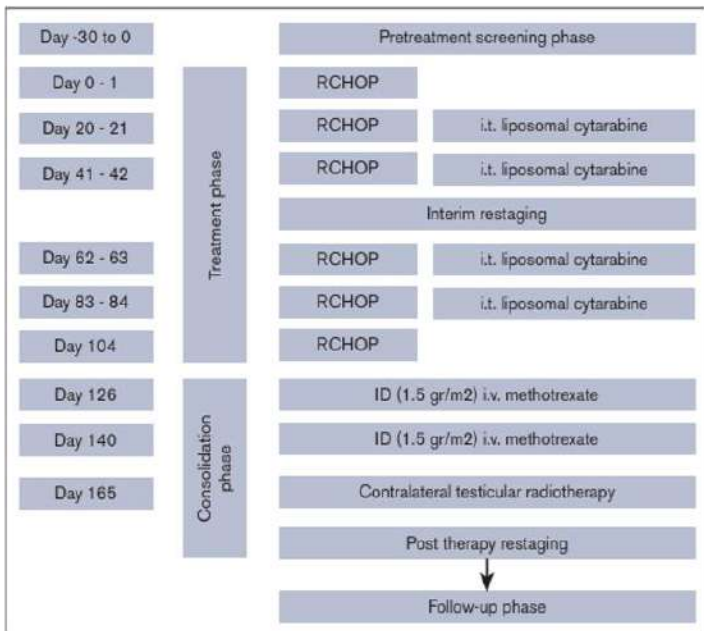 Day -30 to 0
Pretreatment screening phase
Day 0 - 1
RCHOP
Day 20 - 21
RCHOP
i.t. liposomal cytarabine
Day 41 - 42
RCHOP
i.t. liposomal cytarabine
Treatment phase
Interim restaging
Day 62 - 63
RCHOP
i.t. liposomal cytarabine
Day 83 - 84
RCHOP
i.t. liposomal cytarabine
Day 104
RCHOP
Day 126
ID (1.5 gr/m2) i.v. methotrexate
Day 140
ID (1.5 gr/m2) i.v. methotrexate
Consolidation
phase
Day 165
Contralateral testicular radiotherapy
Post therapy restaging
Follow-up phase